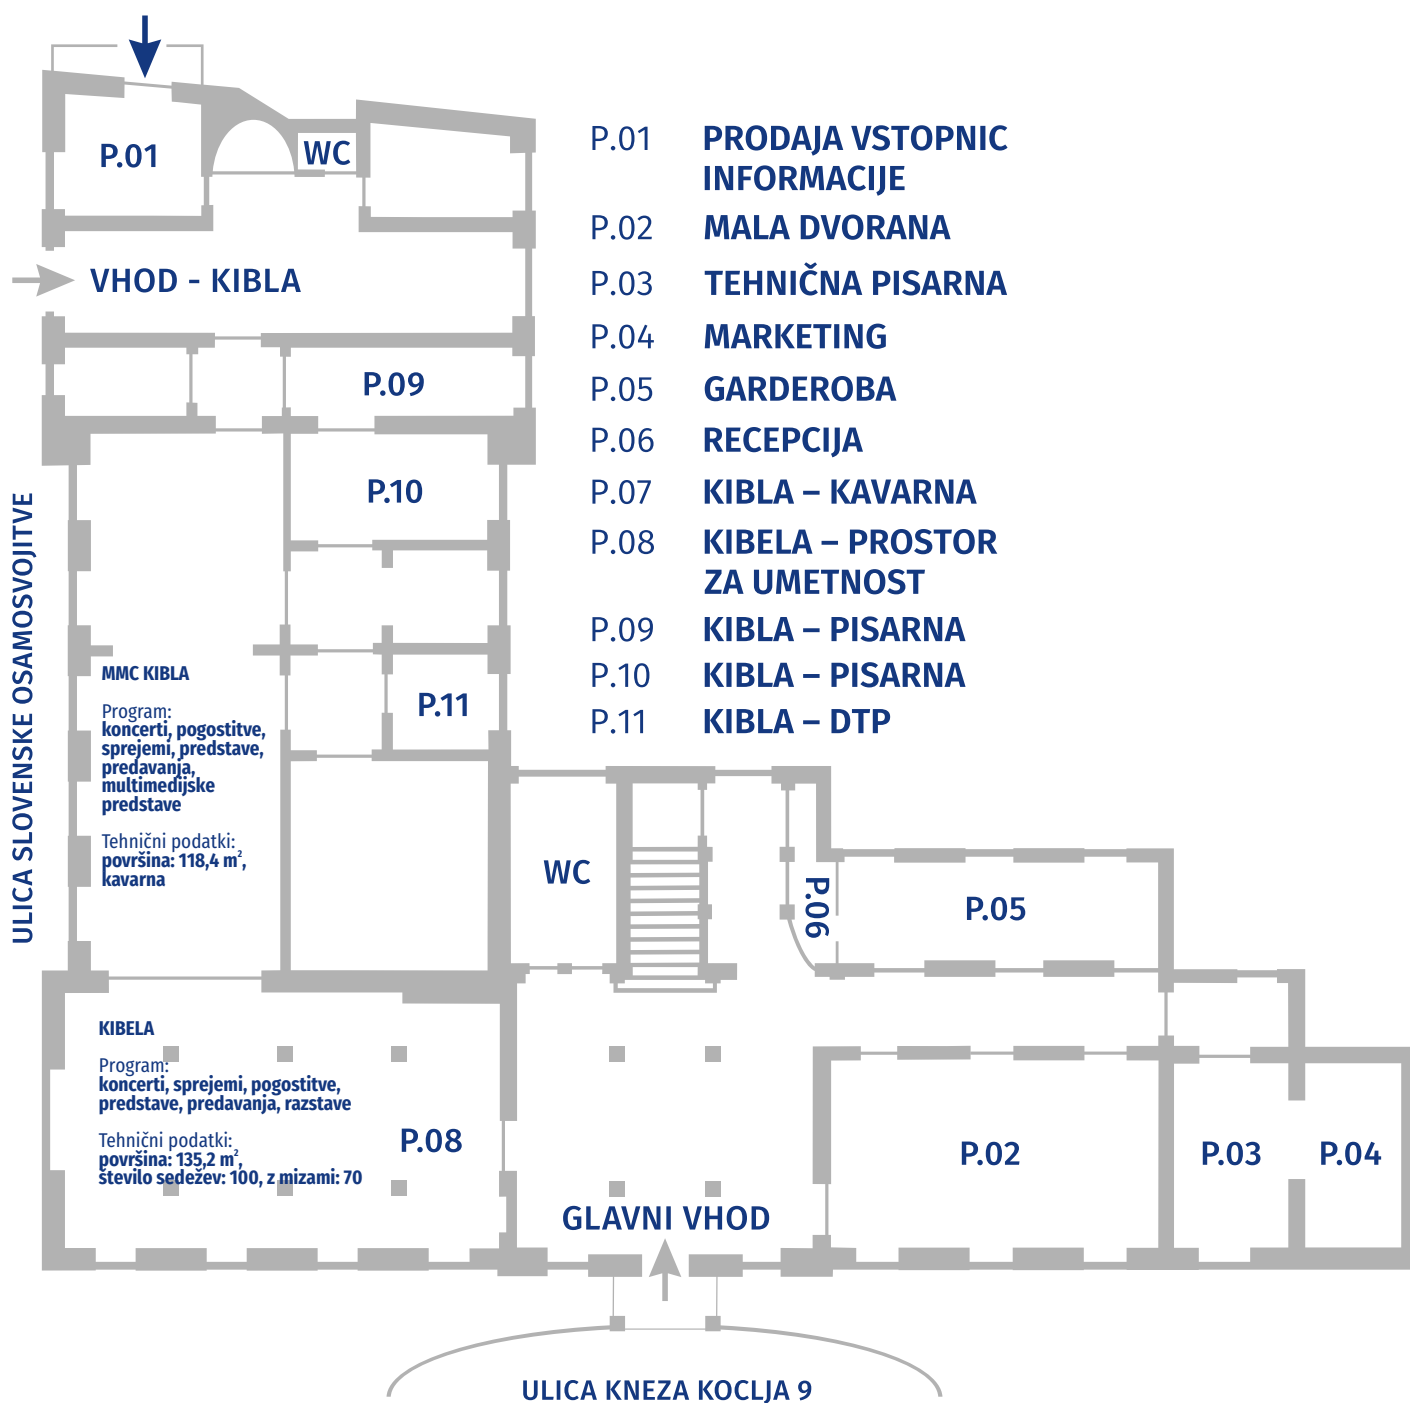 P.01
WC
VHOD - KIBLA
P.09
P.10
P.11
P.01 PRODAJA VSTOPNIC
INFORMACIJE
P.02 MALA DVORANA
P.03 TEHNIČNA PISARNA
P.04 MARKETING
P.05 GARDEROBA
P.06 RECEPCIJA
P.07 KIBLA – KAVARNA
P.08 KIBELA – PROSTOR
ZA UMETNOST
P.09 KIBLA – PISARNA
P.10 KIBLA – PISARNA
P.11 KIBLA – DTP
ULICA SLOVENSKE OSAMOSVOJITVE
MMC KIBLA
Program:
koncerti, pogostitve,
sprejemi, predstave,
predavanja,
multimedijske
predstave
Tehnični podatki:
površina: 118,4 m²,
kavarna
WC
P.06
P.05
KIBELA
Program:
koncerti, sprejemi, pogostitve,
predstave, predavanja, razstave
Tehnični podatki:
površina: 135,2 m²,
število sedežev: 100, z mizami: 70
P.08
P.02
P.03
P.04
GLAVNI VHOD
ULICA KNEZA KOCLJA 9